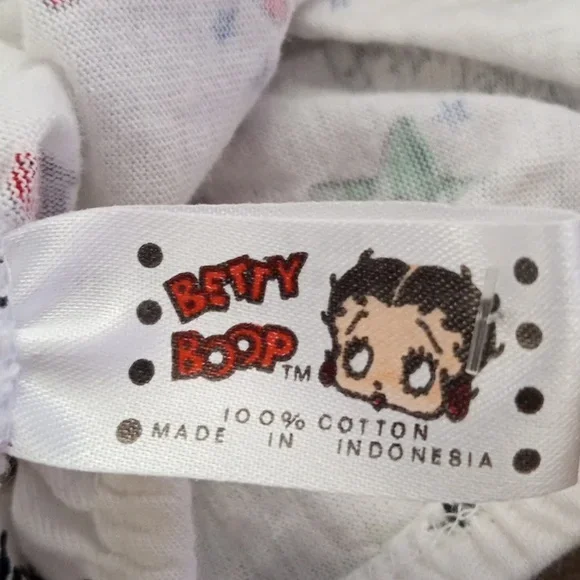 BETTY
BOOP™
100% COTTON
MADE IN INDONESIA